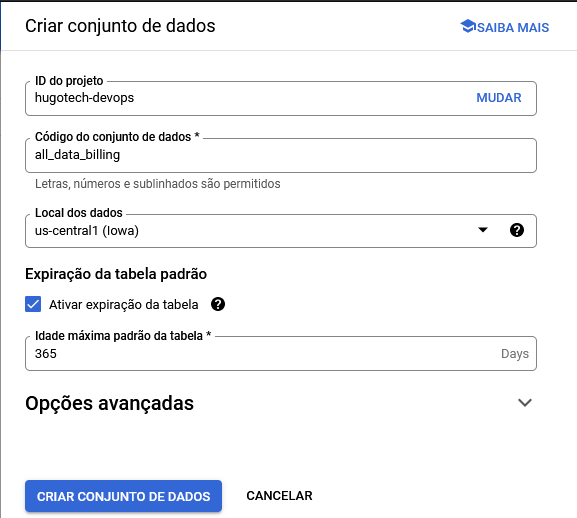 Criar conjunto de dados
SAIBA MAIS
ID do projeto
hugotech-devops
MUDAR
Código do conjunto de dados *
all_data_billing
Letras, números e sublinhados são permitidos
Local dos dados
us-central1 (Iowa)
Expiração da tabela padrão
Ativar expiração da tabela
Idade máxima padrão da tabela *
365
Days
Opções avançadas
CRIAR CONJUNTO DE DADOS
CANCELAR